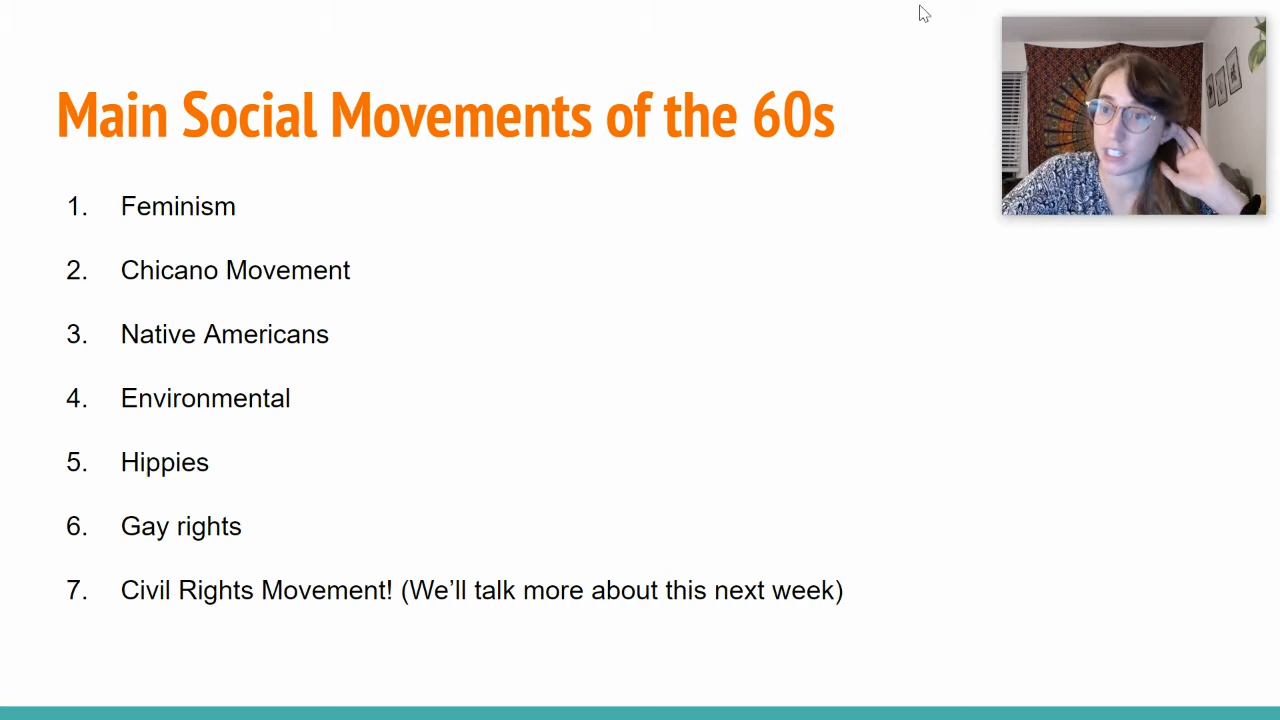 Main Social Movements of the 60s
1. Feminism
2. Chicano Movement
3. Native Americans
4. Environmental
5. Hippies
6. Gay rights
7. Civil Rights Movement! (We’ll talk more about this next week)